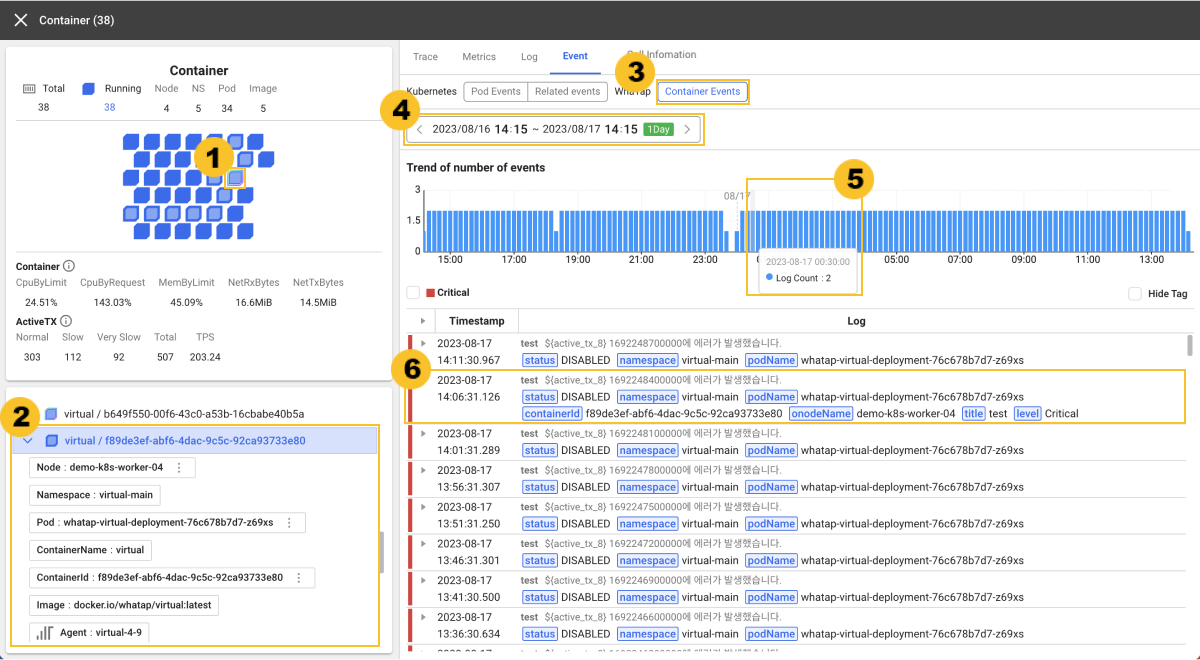 Container (38)
Container
Total Running Node NS Pod Image
38 38 4 5 34 5
1
Container
CpuByLimit CpuByRequest MemByLimit NetRxBytes NetTxBytes
24.51% 143.03% 45.09% 16.6MiB 14.5MiB
ActiveTX
Normal Slow Very Slow Total TPS
303 112 92 507 203.24
2
virtual / b649f550-00f6-43c0-a53b-16cbabe40b5a
virtual / f89de3ef-abf6-4dac-9c5c-92ca93733e80
Node : demo-k8s-worker-04
Namespace : virtual-main
Pod : whatap-virtual-deployment-76c678b7d7-z69xs
ContainerName : virtual
ContainerId : f89de3ef-abf6-4dac-9c5c-92ca93733e80
Image : docker.io/whatap/virtual:latest
Agent : virtual-4-9
Trace Metrics Log Event Infomation
3
Kubernetes Pod Events Related events WhaTap Container Events
4
2023/08/16 14:15 ~ 2023/08/17 14:15 1Day
Trend of number of events
5
3
1.5
0
08/17
15:00 17:00 19:00 21:00 23:00 05:00 07:00 09:00 11:00 13:00
2023-08-17 00:30:00
Log Count : 2
Critical Hide Tag
Timestamp Log
2023-08-17 test ${active_tx_8} 1692248700000에 에러가 발생했습니다.
14:11:30.967 status DISABLED namespace virtual-main podName whatap-virtual-deployment-76c678b7d7-z69xs
6
2023-08-17 test ${active_tx_8} 1692248400000에 에러가 발생했습니다.
14:06:31.126 status DISABLED namespace virtual-main podName whatap-virtual-deployment-76c678b7d7-z69xs
containerId f89de3ef-abf6-4dac-9c5c-92ca93733e80 onodeName demo-k8s-worker-04 title test level Critical
2023-08-17 test ${active_tx_8} 1692248100000에 에러가 발생했습니다.
14:01:31.289 status DISABLED namespace virtual-main podName whatap-virtual-deployment-76c678b7d7-z69xs
2023-08-17 test ${active_tx_8} 1692247800000에 에러가 발생했습니다.
13:56:31.307 status DISABLED namespace virtual-main podName whatap-virtual-deployment-76c678b7d7-z69xs
2023-08-17 test ${active_tx_8} 1692247500000에 에러가 발생했습니다.
13:51:31.250 status DISABLED namespace virtual-main podName whatap-virtual-deployment-76c678b7d7-z69xs
2023-08-17 test ${active_tx_8} 1692247200000에 에러가 발생했습니다.
13:46:31.301 status DISABLED namespace virtual-main podName whatap-virtual-deployment-76c678b7d7-z69xs
2023-08-17 test ${active_tx_8} 1692246900000에 에러가 발생했습니다.
13:41:30.500 status DISABLED namespace virtual-main podName whatap-virtual-deployment-76c678b7d7-z69xs
2023-08-17 test ${active_tx_8} 1692246600000에 에러가 발생했습니다.
13:36:30.634 status DISABLED namespace virtual-main podName whatap-virtual-deployment-76c678b7d7-z69xs